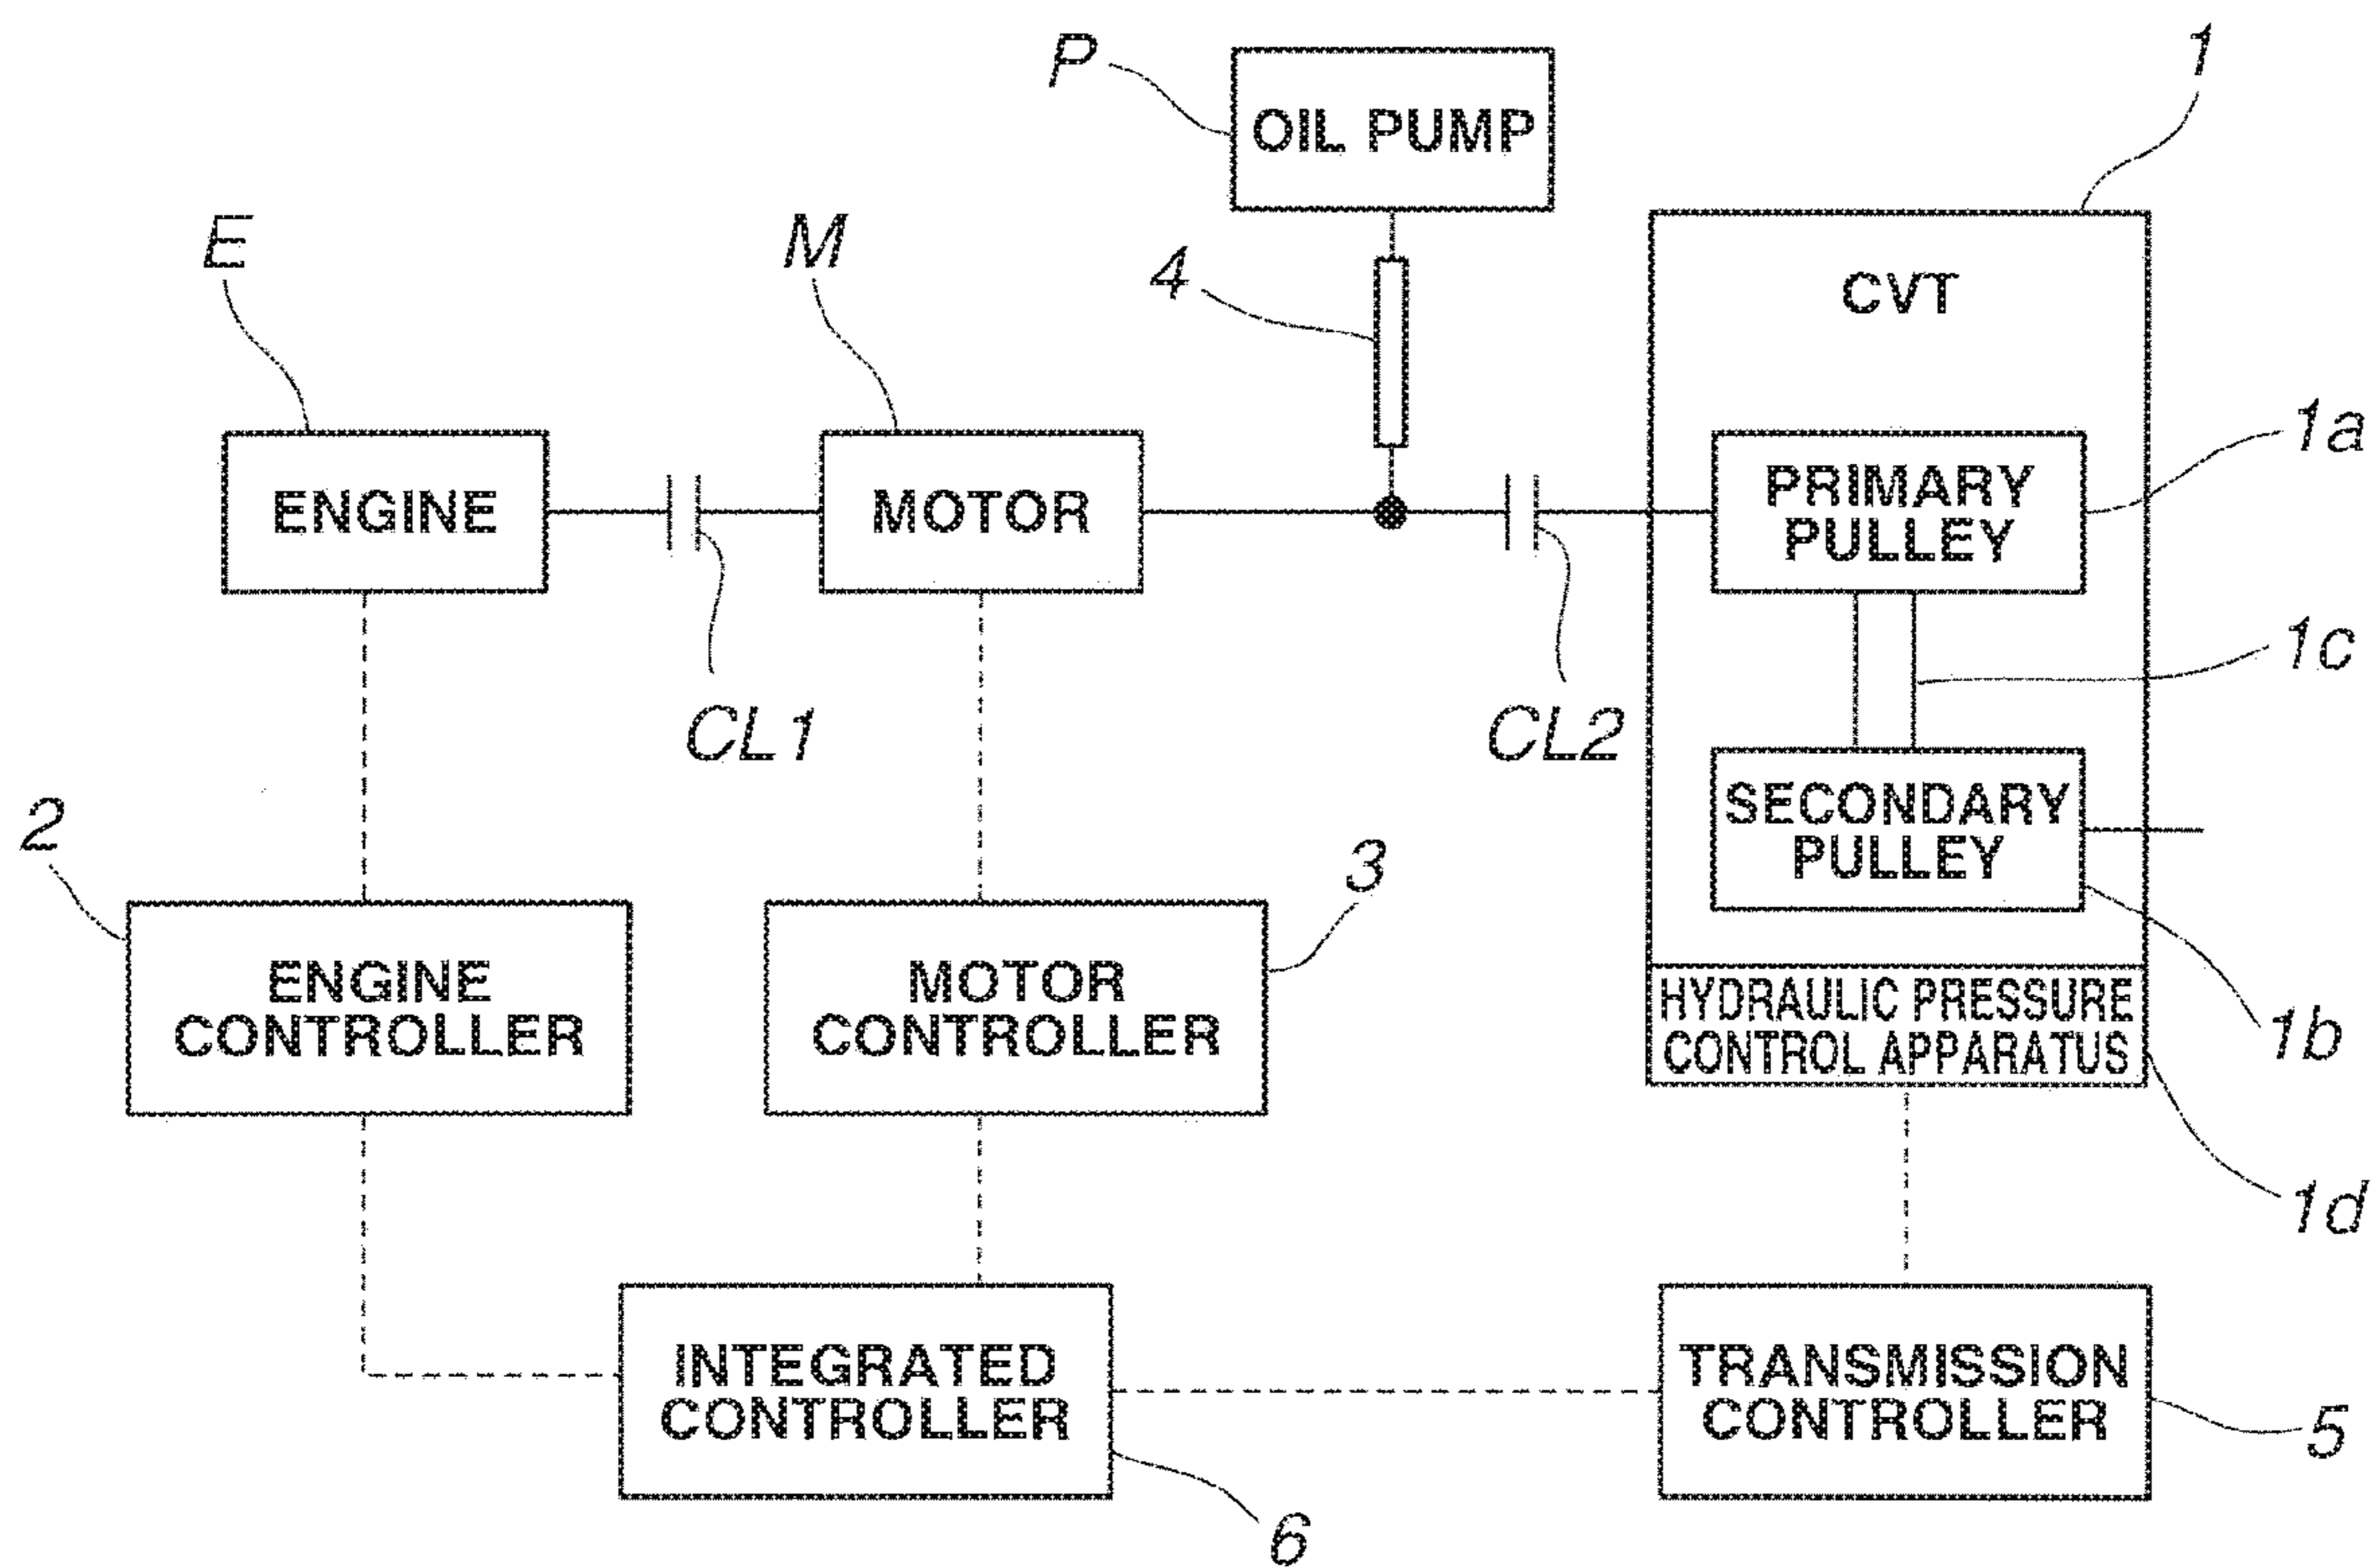 P
OIL PUMP
1
E
M
4
CVT
1a
ENGINE
MOTOR
PRIMARY
PULLEY
1c
CL1
CL2
2
SECONDARY
PULLEY
3
ENGINE
CONTROLLER
MOTOR
CONTROLLER
HYDRAULIC PRESSURE
CONTROL APPARATUS
1b
1d
INTEGRATED
CONTROLLER
TRANSMISSION
CONTROLLER
5
6